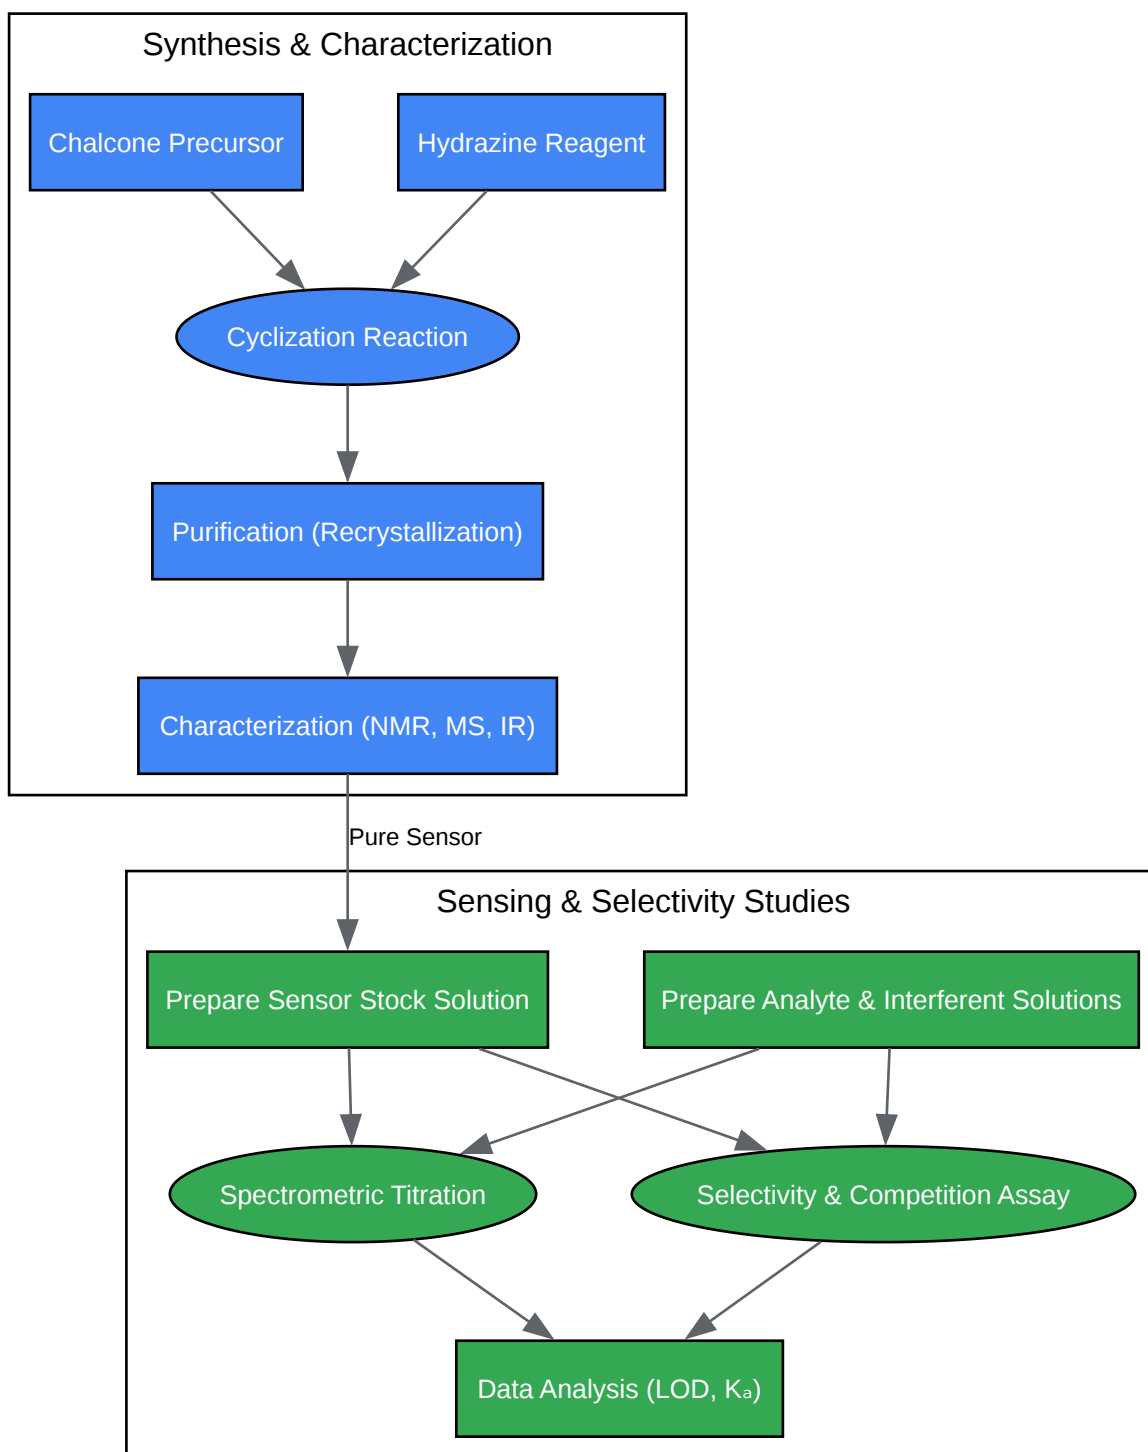 Synthesis & Characterization
Chalcone Precursor
Hydrazine Reagent
Cyclization Reaction
Purification (Recrystallization)
Characterization (NMR, MS, IR)
Pure Sensor
Sensing & Selectivity Studies
Prepare Sensor Stock Solution
Prepare Analyte & Interferent Solutions
Spectrometric Titration
Selectivity & Competition Assay
Data Analysis (LOD, Kₐ)